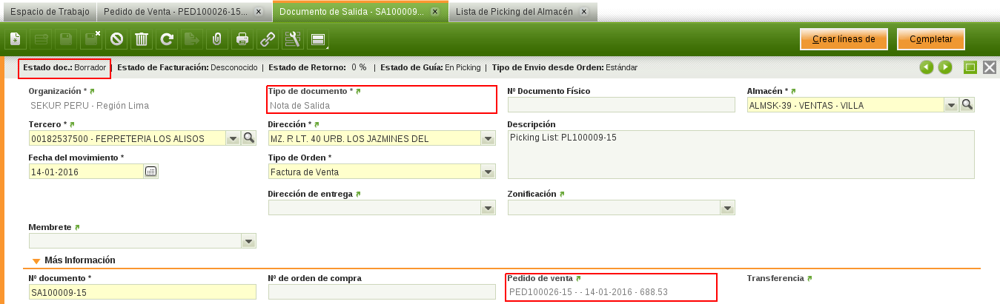 Espacio de Trabajo Pedido de Venta - PED100026-15... Documento de Salida - SA100009... Lista de Picking del Almacén
Crear líneas de Completar
Estado doc.: Borrador | Estado de Facturación: Desconocido | Estado de Retorno: 0 % | Estado de Guía: En Picking | Tipo de Envio desde Orden: Estándar
Organización * Tipo de documento * Nº Documento Físico Almacén *
SEKUR PERU - Región Lima Nota de Salida ALMSK-39 - VENTAS - VILLA
Tercero * Dirección * Descripción
00182537500 - FERRETERIA LOS ALISOS MZ. R LT. 40 URB. LOS JAZMINES DEL Picking List: PL100009-15
Fecha del movimiento * Tipo de Orden *
14-01-2016 Factura de Venta
Dirección de entrega Zonificación
Membrete
Más Información
Nº documento * Nº de orden de compra Pedido de venta Transferencia
SA100009-15 PED100026-15 - - 14-01-2016 - 688.53